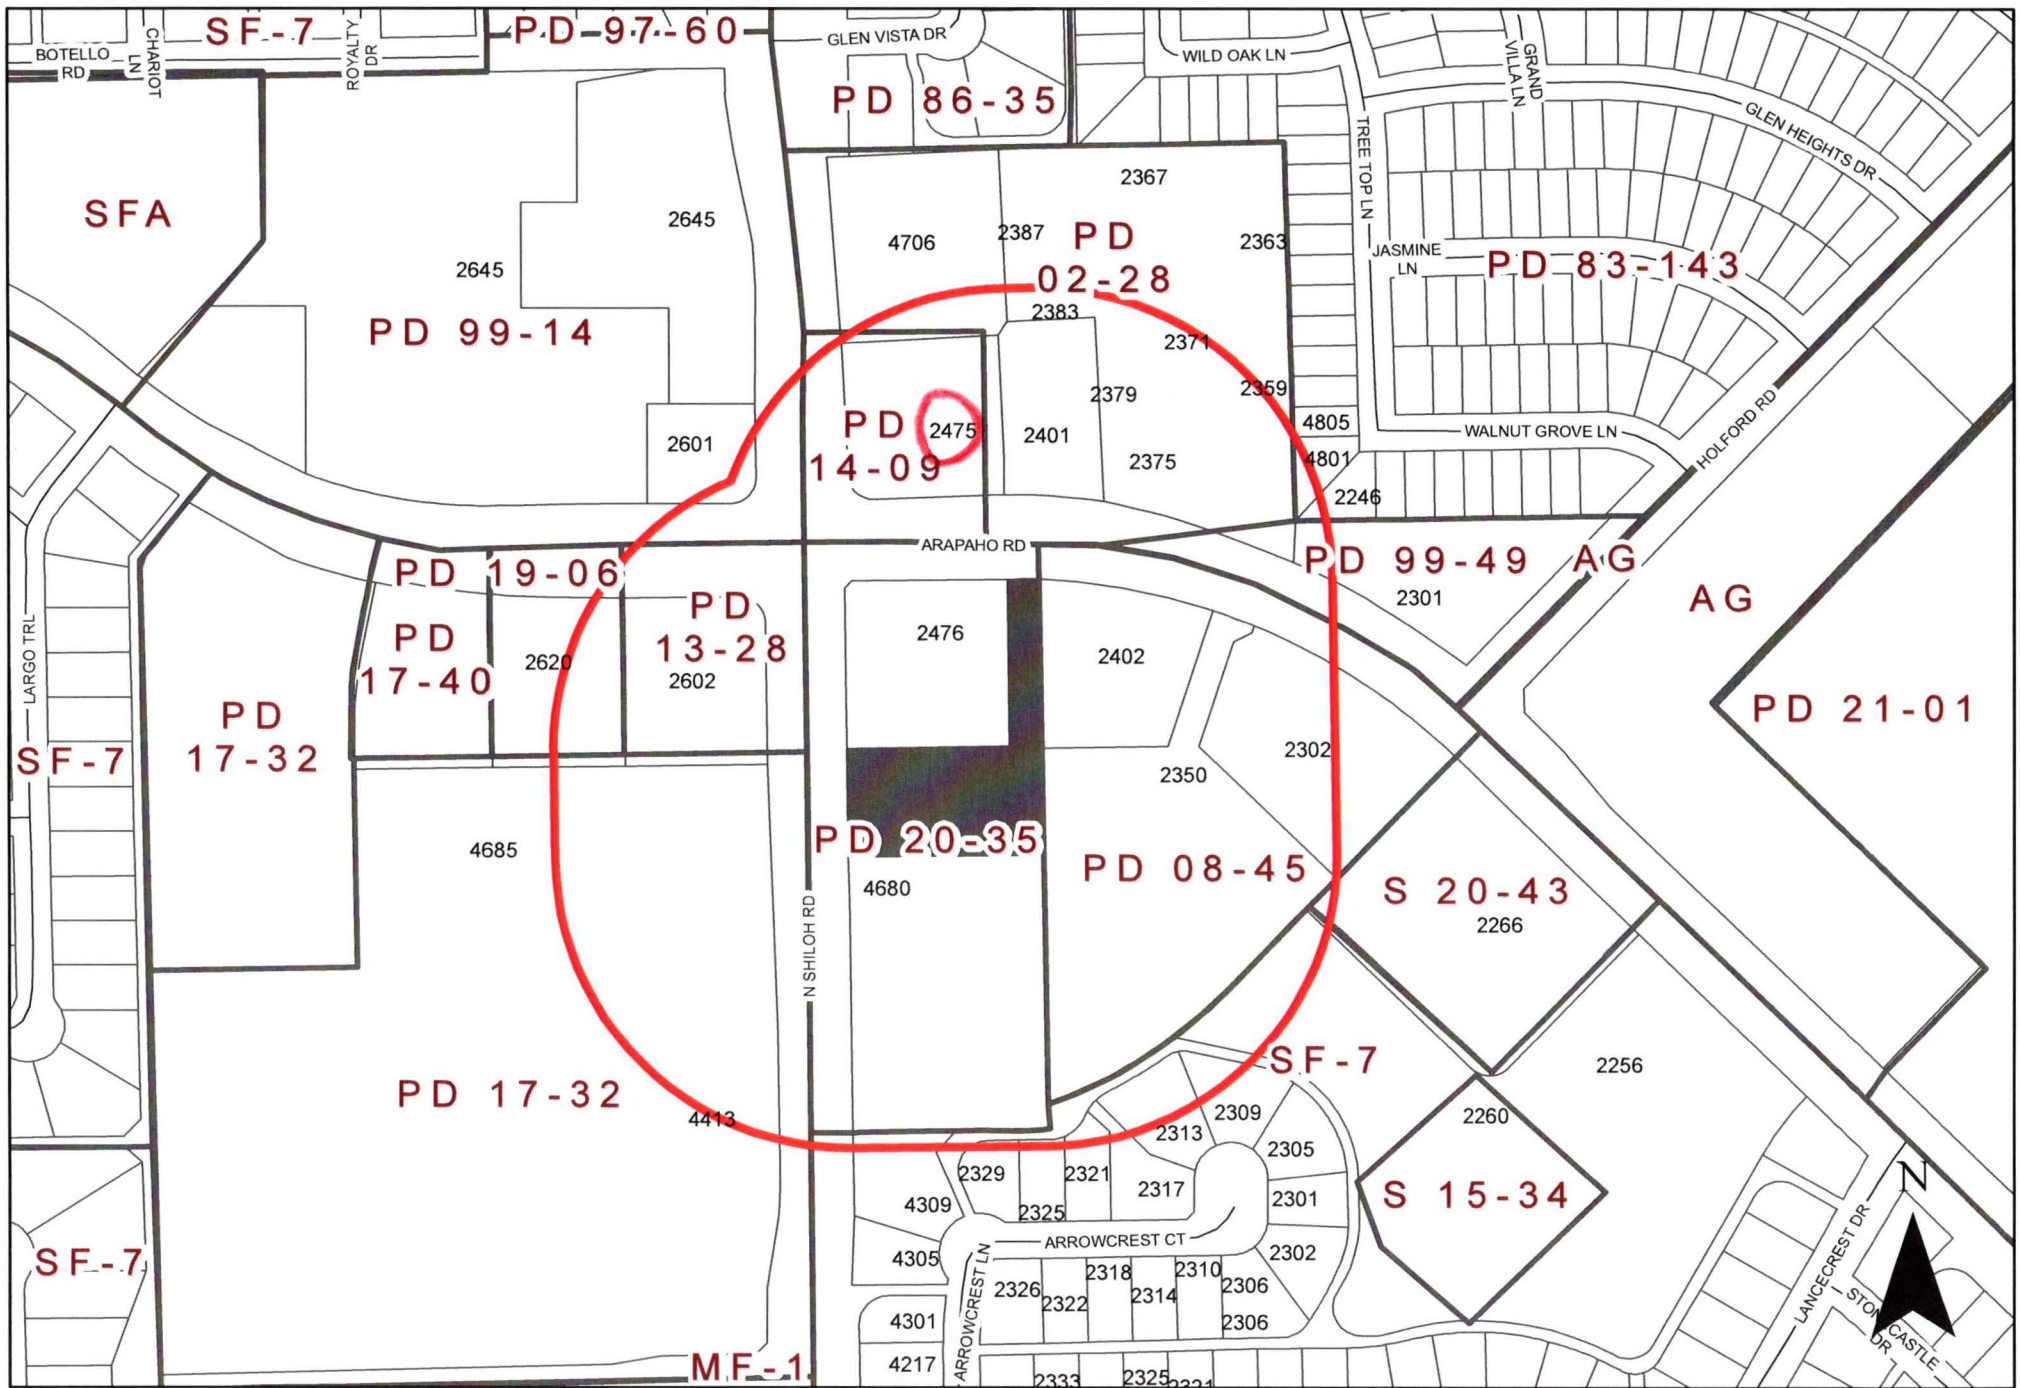 SF-7
PD-97-60
BOTELLO
RD
CHARIOT
LN
ROYALTY
DR
GLEN VISTA DR
WILD OAK LN
GRAND
VILLA LN
PD 86-35
GLEN HEIGHTS DR
TREE TOP LN
2367
SFA
2645
2645
4706
2387
PD
02-28
2363
JASMINE
LN
PD 83-143
2383
PD 99-14
2371
2379
2359
HOLFORD RD
2601
PD
14-09
2475
2401
2375
4805
4801
WALNUT GROVE LN
2246
ARAPAHO RD
PD 19-06
PD 99-49
AG
2301
AG
PD
17-40
2620
PD
13-28
2602
2476
2402
LARGO TRL
PD
17-32
SF-7
PD 21-01
2302
2350
4685
PD 20-35
4680
PD 08-45
S 20-43
2266
N SHILOH RD
SF-7
2256
PD 17-32
4413
2309
2313
2260
2305
2329
2321
2317
2325
2301
S 15-34
N
4309
4305
ARROWCREST CT
2302
ARROWCREST LN
SF-7
2326
2322
2318
2314
2310
2306
2306
LANCECREST DR
STONCASTLE
DR
4301
4217
MF-1
2333
2325
2321